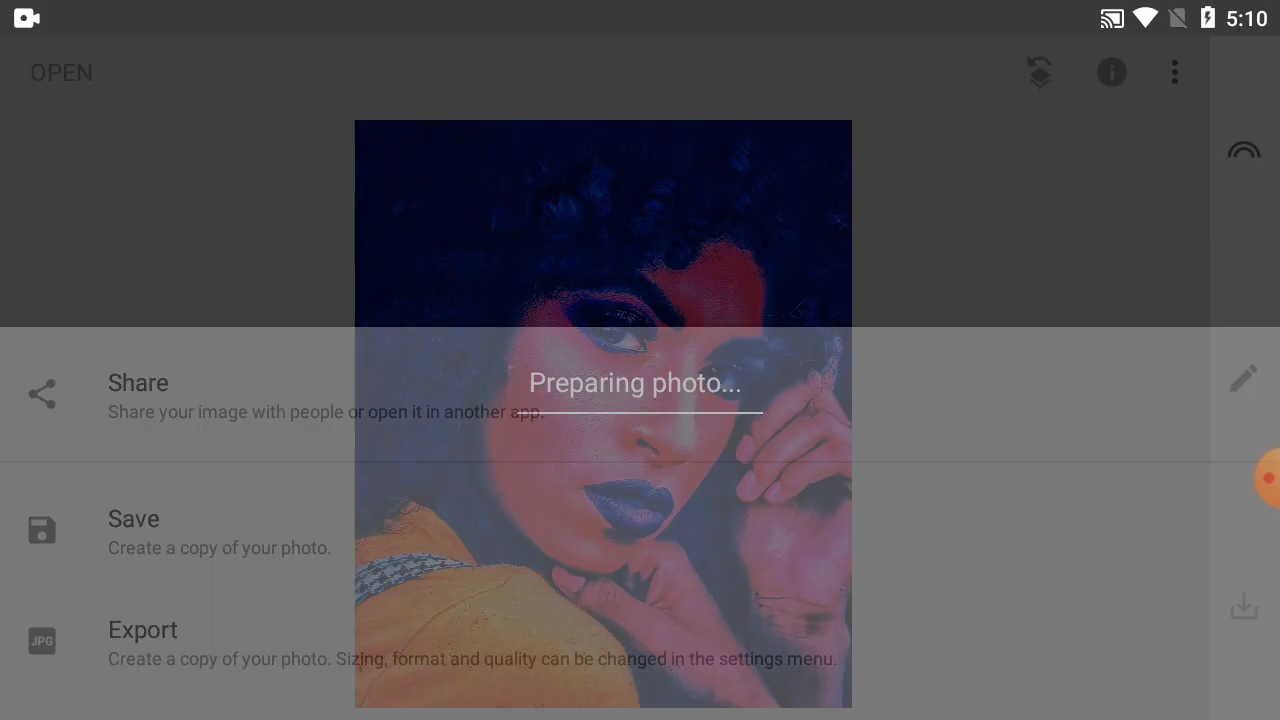 5:10
OPEN
Preparing photo...
Share
Share your image with people or open it in another app.
Save
Create a copy of your photo.
JPG
Export
Create a copy of your photo. Sizing, format and quality can be changed in the settings menu.